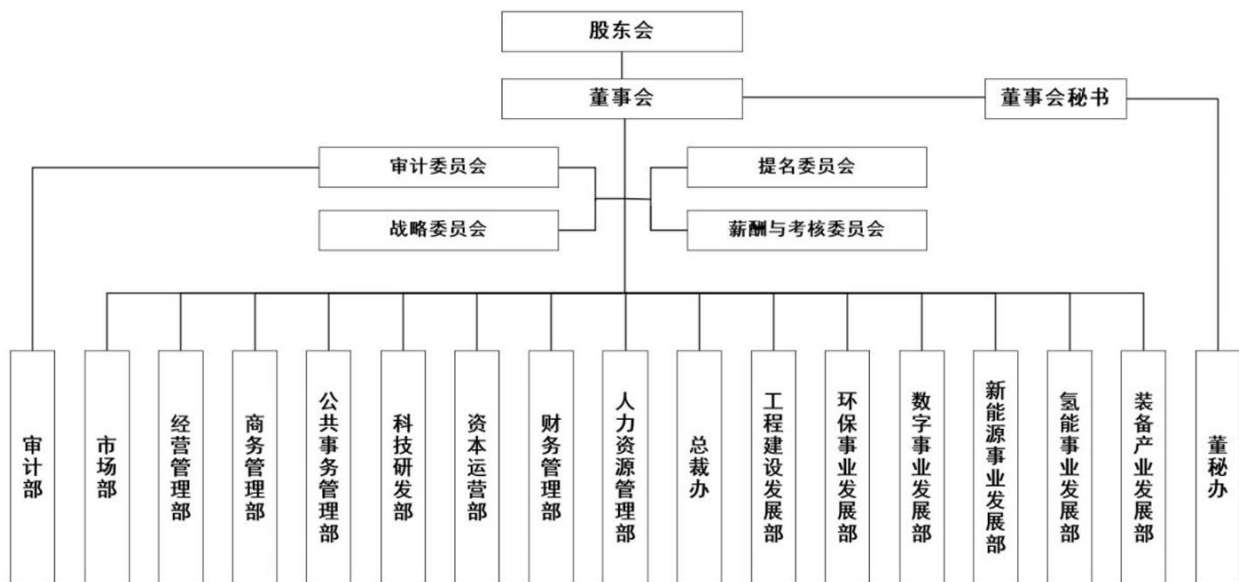 股东会
董事会
董事会秘书
审计委员会
提名委员会
战略委员会
薪酬与考核委员会
审计部
市场部
经营管理部
商务管理部
公共事务管理部
科技研发部
资本运营部
财务管理部
人力资源管理部
总裁办
工程建设发展部
环保事业发展部
数字事业发展部
新能源事业发展部
氢能事业发展部
装备产业发展部
董秘办